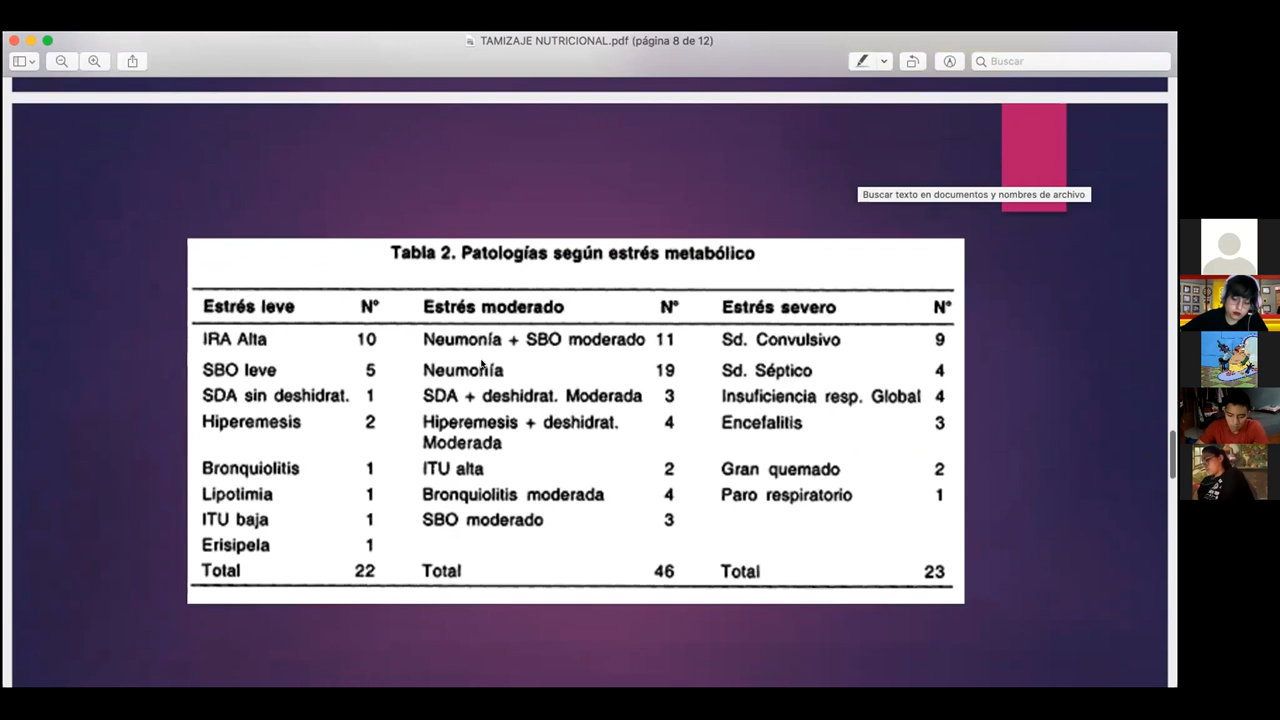 TAMIZAJE NUTRICIONAL.pdf (página 8 de 12)
Buscar
Buscar texto en documentos y nombres de archivo
Tabla 2. Patologías según estrés metabólico
Estrés leve N° Estrés moderado N° Estrés severo N°
IRA Alta 10 Neumonía + SBO moderado 11 Sd. Convulsivo 9
SBO leve 5 Neumonía 19 Sd. Séptico 4
SDA sin deshidrat. 1 SDA + deshidrat. Moderada 3 Insuficiencia resp. Global 4
Hiperemesis 2 Hiperemesis + deshidrat. 4 Encefalitis 3
Moderada
Bronquiolitis 1 ITU alta 2 Gran quemado 2
Lipotimia 1 Bronquiolitis moderada 4 Paro respiratorio 1
ITU baja 1 SBO moderado 3
Erisipela 1
Total 22 Total 46 Total 23